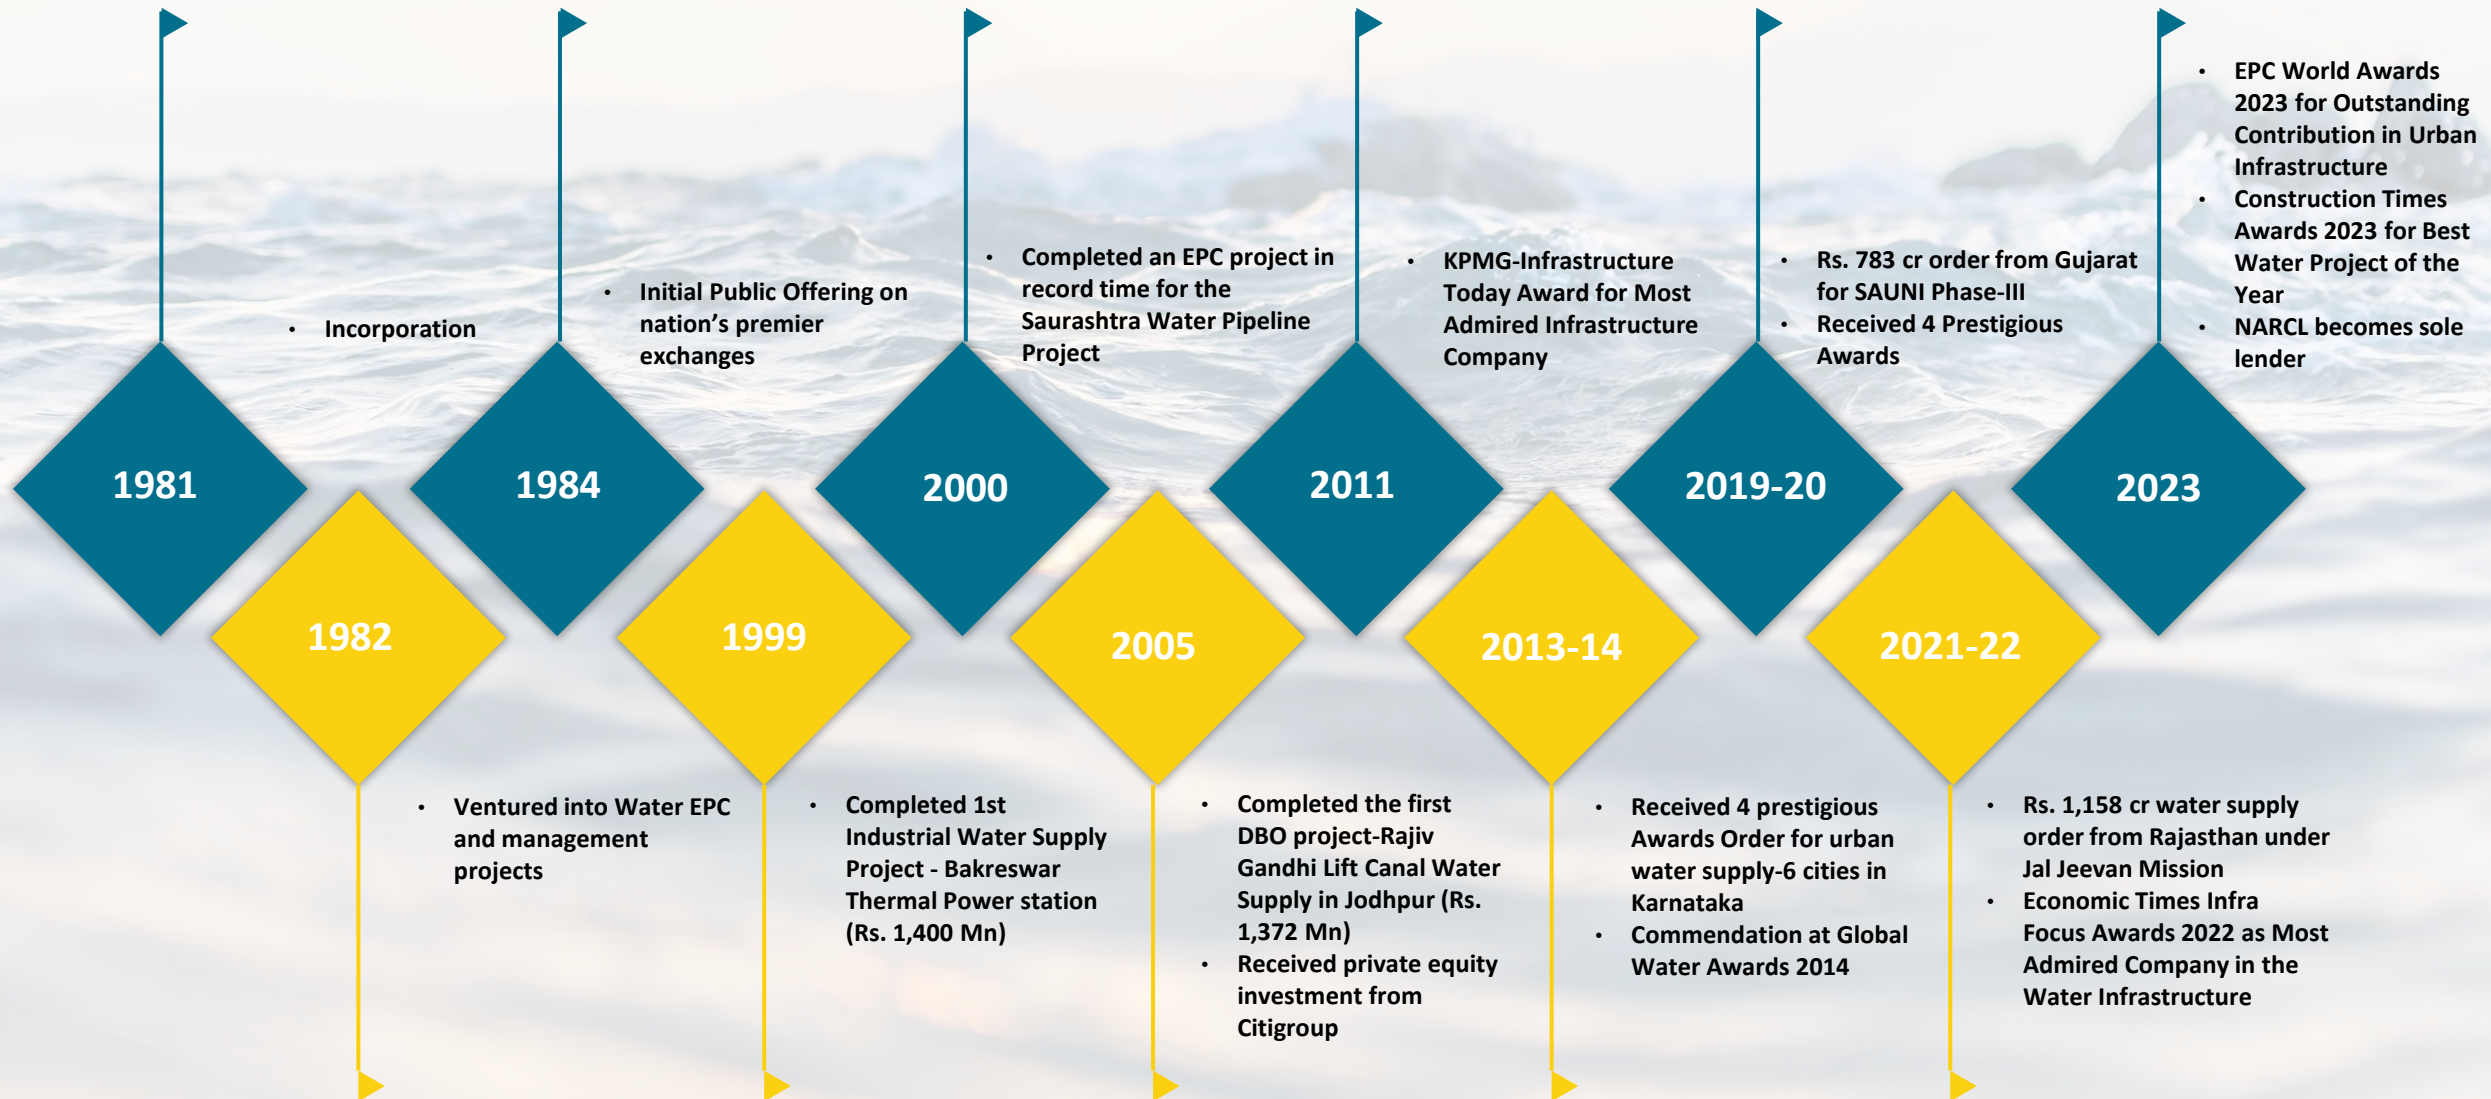 1981
• Incorporation
1982
• Ventured into Water EPC
and management
projects
1984
• Initial Public Offering on
nation’s premier
exchanges
1999
• Completed 1st
Industrial Water Supply
Project - Bakreswar
Thermal Power station
(Rs. 1,400 Mn)
2000
• Completed an EPC project in
record time for the
Saurashtra Water Pipeline
Project
2005
• Completed the first
DBO project-Rajiv
Gandhi Lift Canal Water
Supply in Jodhpur (Rs.
1,372 Mn)
• Received private equity
investment from
Citigroup
2011
• KPMG-Infrastructure
Today Award for Most
Admired Infrastructure
Company
2013-14
• Received 4 prestigious
Awards Order for urban
water supply-6 cities in
Karnataka
• Commendation at Global
Water Awards 2014
2019-20
• Rs. 783 cr order from Gujarat
for SAUNI Phase-III
• Received 4 Prestigious
Awards
2021-22
• Rs. 1,158 cr water supply
order from Rajasthan under
Jal Jeevan Mission
• Economic Times Infra
Focus Awards 2022 as Most
Admired Company in the
Water Infrastructure
2023
• EPC World Awards
2023 for Outstanding
Contribution in Urban
Infrastructure
• Construction Times
Awards 2023 for Best
Water Project of the
Year
• NARCL becomes sole
lender